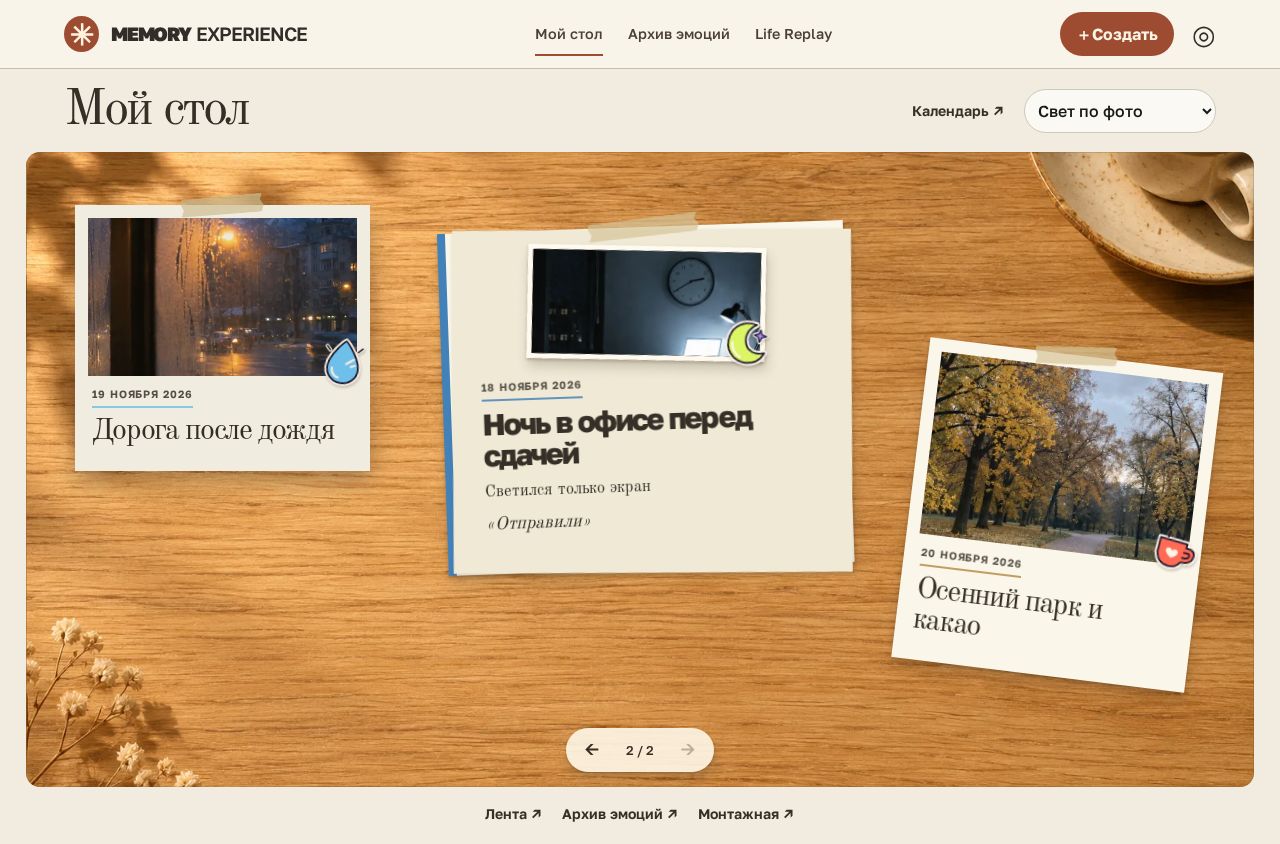 MEMORY EXPERIENCE
Мой стол
Архив эмоций
Life Replay
+ Создать
Мой стол
Календарь ↗
Свет по фото
19 НОЯБРЯ 2026
Дорога после дождя
18 НОЯБРЯ 2026
Ночь в офисе перед
сдачей
Светился только экран
«Отправили»
20 НОЯБРЯ 2026
Осенний парк и
какао
← 2 / 2 →
Лента ↗
Архив эмоций ↗
Монтажная ↗